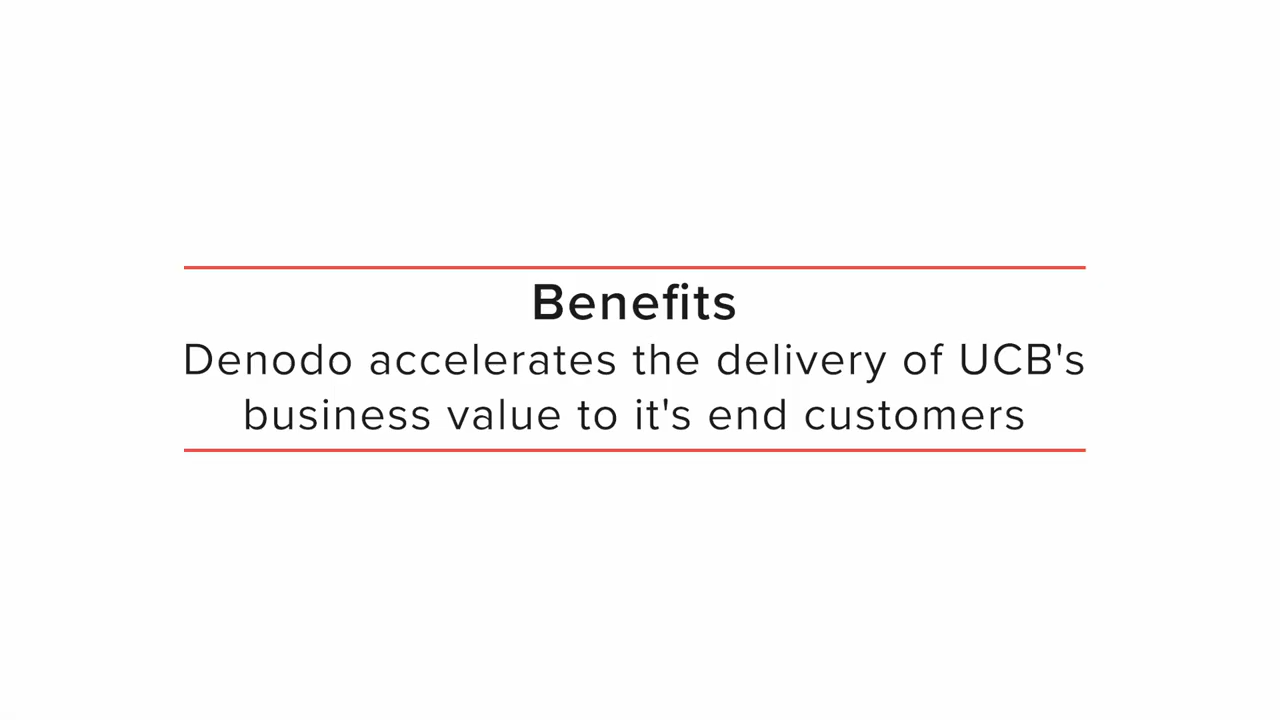 Benefits
Denodo accelerates the delivery of UCB's
business value to it's end customers